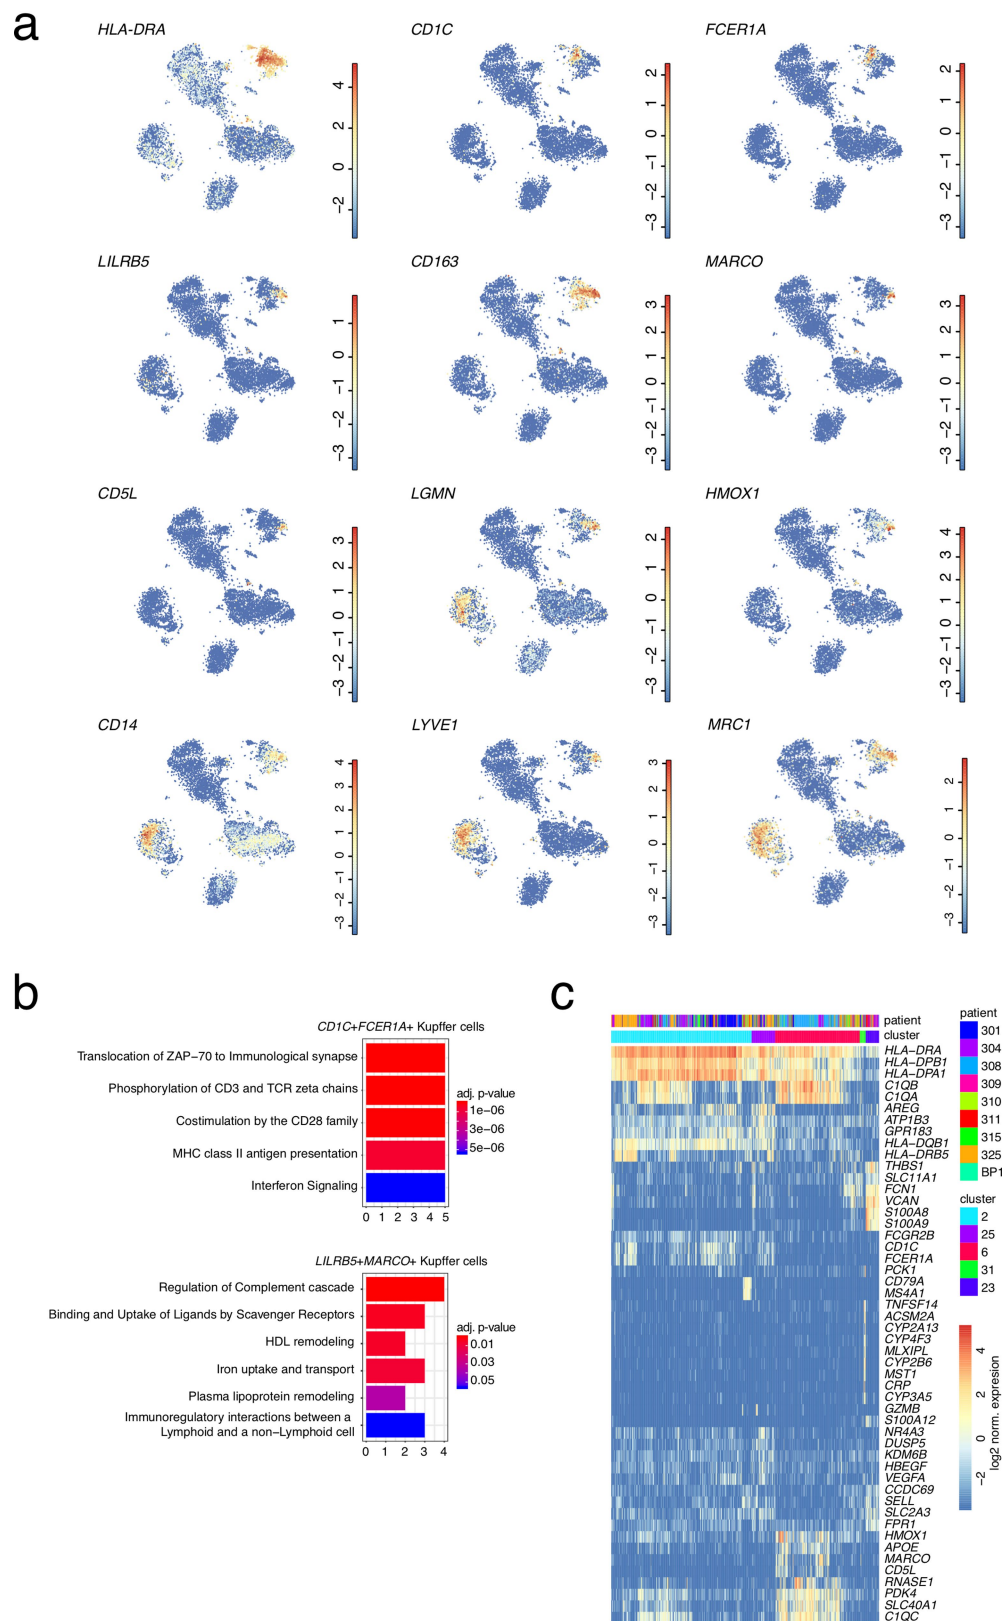 a
HLA-DRA
CD1C
FCER1A
4
2
0
−2
2
1
0
−1
−2
−3
2
1
0
−1
−2
−3
LILRB5
CD163
MARCO
1
0
−1
−2
−3
3
2
1
0
−1
−2
−3
3
2
1
0
−1
−2
−3
CD5L
LGMN
HMOX1
3
2
1
0
−1
−2
−3
2
1
0
−1
−2
−3
4
3
2
1
0
−1
−2
−3
CD14
LYVE1
MRC1
4
3
2
1
0
−1
−2
−3
3
2
1
0
−1
−2
−3
2
1
0
−1
−2
−3
b
CD1C+FCER1A+ Kupffer cells
Translocation of ZAP-70 to Immunological synapse
Phosphorylation of CD3 and TCR zeta chains
Costimulation by the CD28 family
MHC class II antigen presentation
Interferon Signaling
0 1 2 3 4 5
adj. p-value
1e-06
3e-06
5e-06
LILRB5+MARCO+ Kupffer cells
Regulation of Complement cascade
Binding and Uptake of Ligands by Scavenger Receptors
HDL remodeling
Iron uptake and transport
Plasma lipoprotein remodeling
Immunoregulatory interactions between a
Lymphoid and a non-Lymphoid cell
0 1 2 3 4
adj. p-value
0.01
0.03
0.05
c
patient
cluster
HLA-DRA
HLA-DPB1
HLA-DPA1
C1QB
C1QA
AREG
ATP1B3
GPR183
HLA-DQB1
HLA-DRB5
THBS1
SLC11A1
FCN1
VCAN
S100A8
S100A9
FCGR2B
CD1C
FCER1A
PCK1
CD79A
MS4A1
TNFSF14
ACSM2A
CYP2A13
CYP4F3
MLXIPL
CYP2B6
MST1
CRP
CYP3A5
GZMB
S100A12
NR4A3
DUSP5
KDM6B
HBEGF
VEGFA
CCDC69
SELL
SLC2A3
FPR1
HMOX1
APOE
MARCO
CD5L
RNASE1
PDK4
SLC40A1
C1QC
patient
301
304
308
309
310
311
315
325
BP1
cluster
2
25
6
31
23
4
2
0
−2
log2 norm. expresion